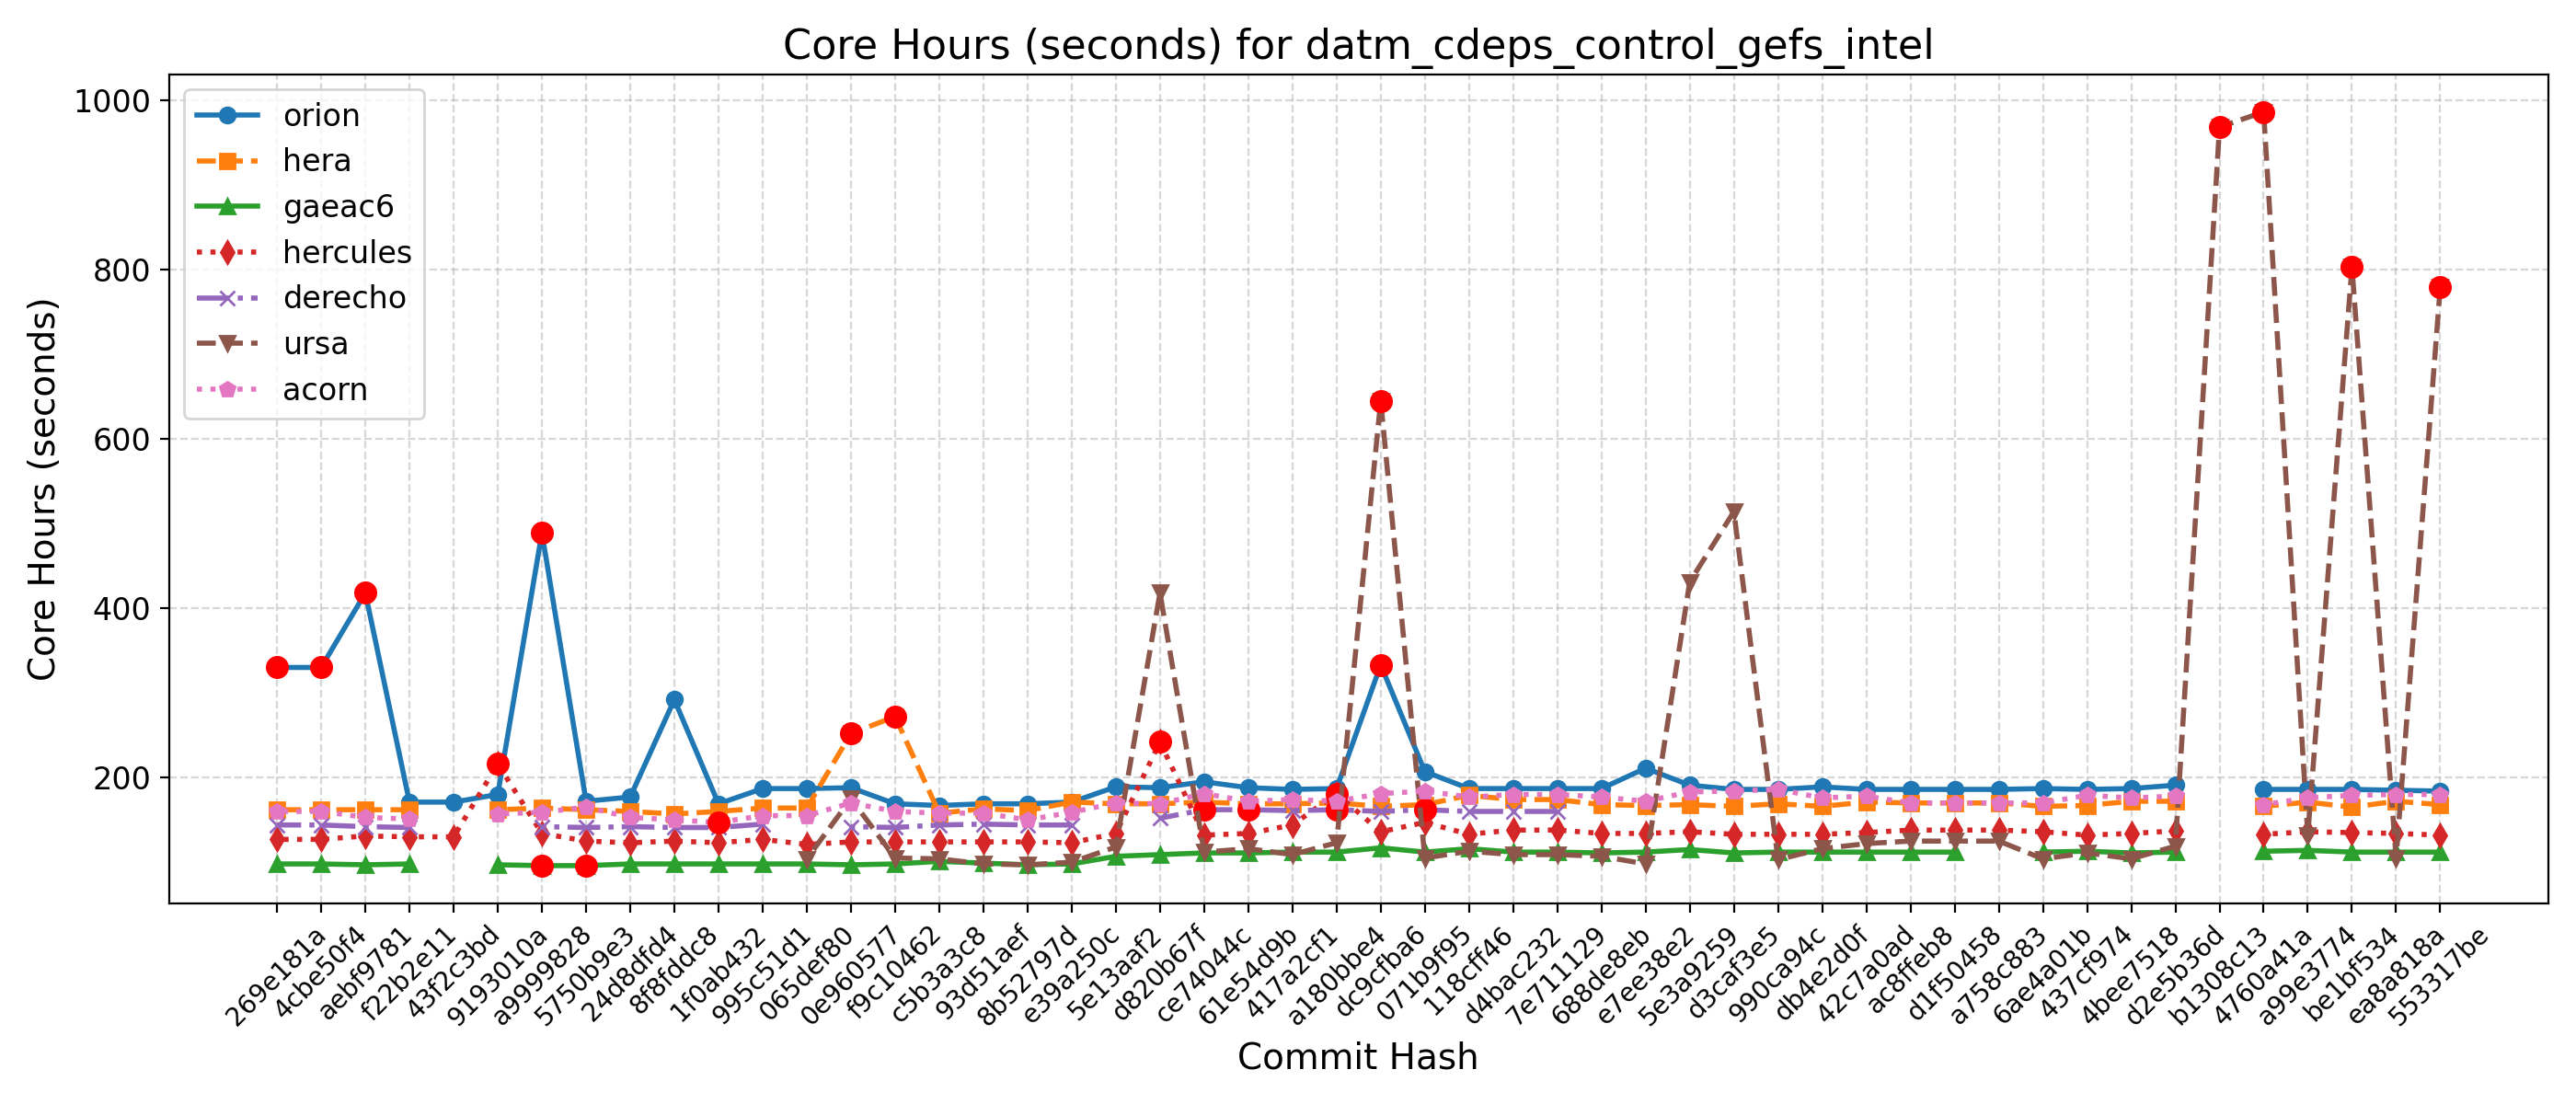 Core Hours (seconds) for datm_cdeps_control_gefs_intel
Core Hours (seconds)
1000
800
600
400
200
orion
hera
gaeac6
hercules
derecho
ursa
acorn
269e181a
4cbe50f4
aebf9781
f22b2e11
43f2c3bd
9193010a
a9999828
5750b9e3
24d8dfd4
8f8fddc8
1f0ab432
995c51d1
065def80
0e960577
f9c10462
c5b3a3c8
93d51aef
8b52797d
e39a250c
5e13aaf2
d820b67f
ce74044c
61e54d9b
417a2cf1
a180bbe4
dc9cfba6
071b9f95
118cff46
d4bac232
7e711129
688de8eb
e7ee38e2
5e3a9259
d3caf3e5
990ca94c
db4e2d0f
42c7a0ad
ac8ffeb8
d1f50458
a758c883
6ae4a01b
437cf974
4bee7518
d2e5b36d
b1308c13
4760a41a
a99e3774
be1bf534
ea8a818a
553317be
Commit Hash